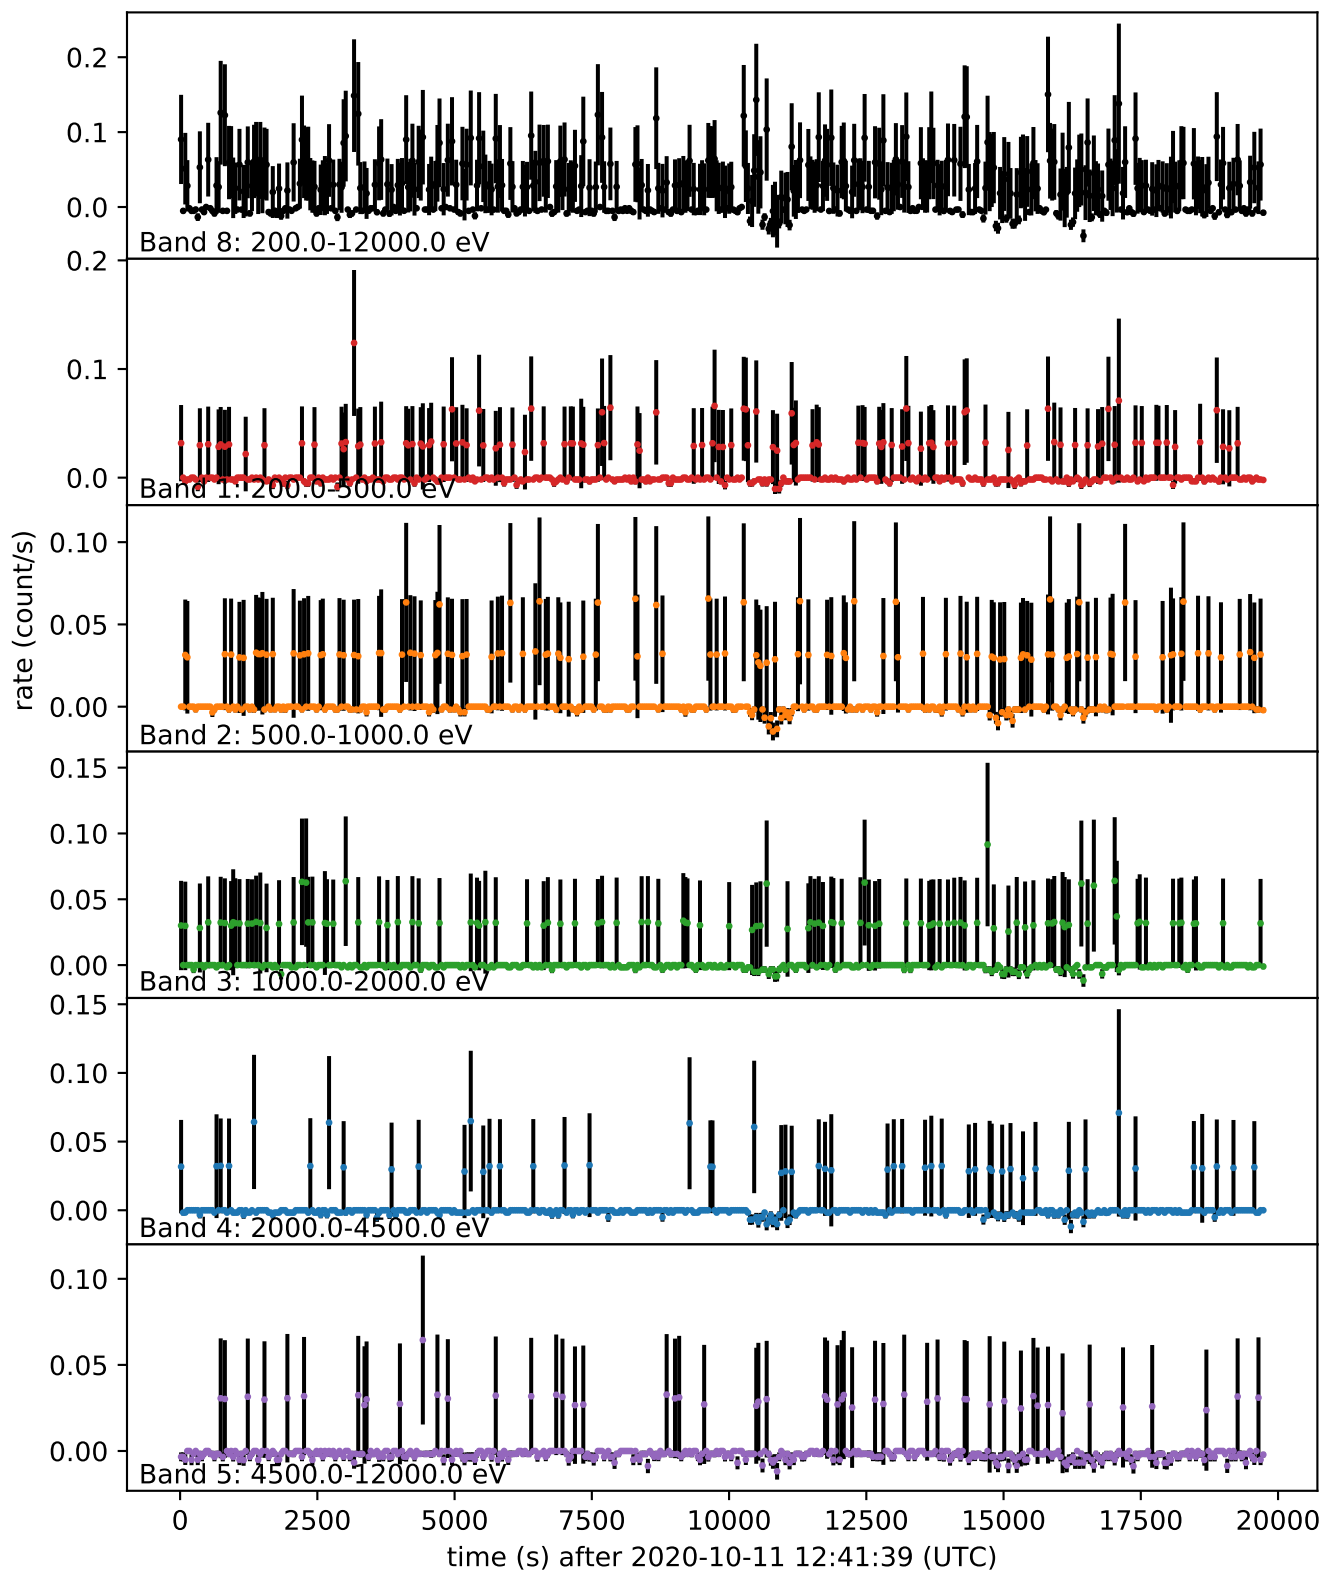 0.2
0.1
0.0
Band 8: 200.0-12000.0 eV
0.2
0.1
0.0
Band 1: 200.0-500.0 eV
rate (count/s)
0.10
0.05
0.00
Band 2: 500.0-1000.0 eV
0.15
0.10
0.05
0.00
Band 3: 1000.0-2000.0 eV
0.15
0.10
0.05
0.00
Band 4: 2000.0-4500.0 eV
0.10
0.05
0.00
Band 5: 4500.0-12000.0 eV
0 2500 5000 7500 10000 12500 15000 17500 20000
time (s) after 2020-10-11 12:41:39 (UTC)